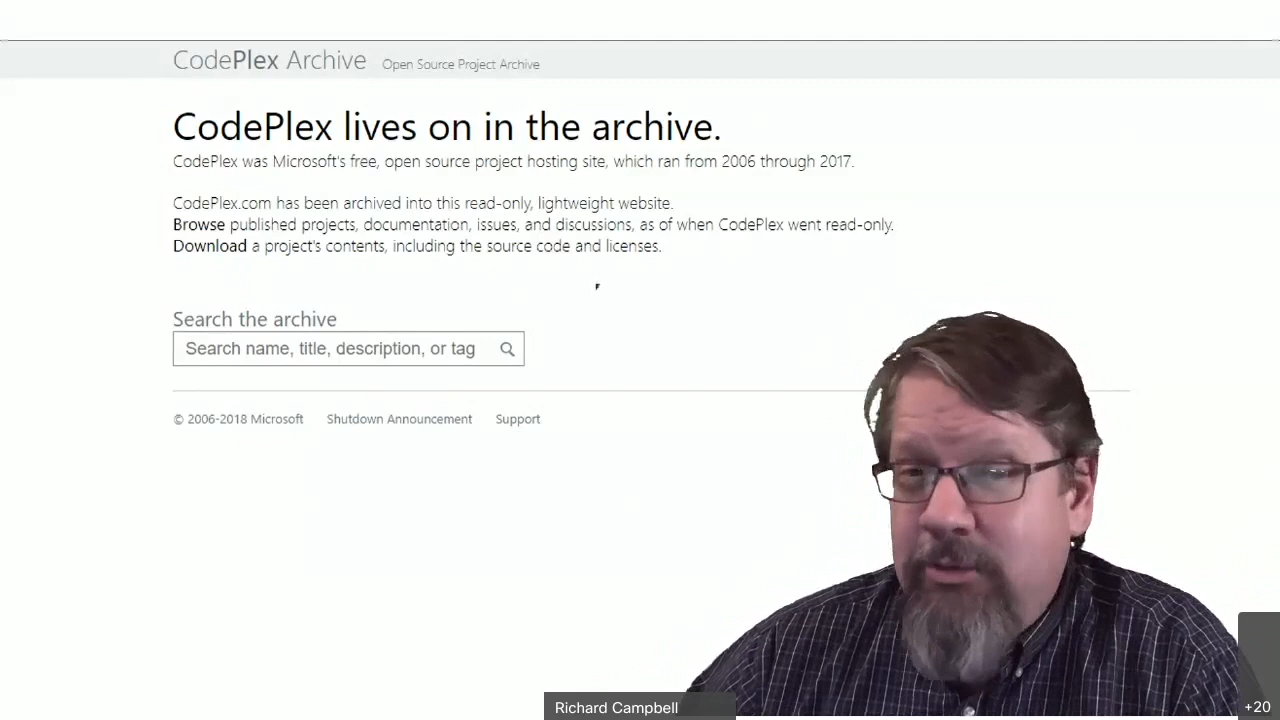 CodePlex Archive Open Source Project Archive
CodePlex lives on in the archive.
CodePlex was Microsoft's free, open source project hosting site, which ran from 2006 through 2017.
CodePlex.com has been archived into this read-only, lightweight website.
Browse published projects, documentation, issues, and discussions, as of when CodePlex went read-only.
Download a project's contents, including the source code and licenses.
Search the archive
Search name, title, description, or tag
© 2006-2018 Microsoft Shutdown Announcement Support
Richard Campbell
+20